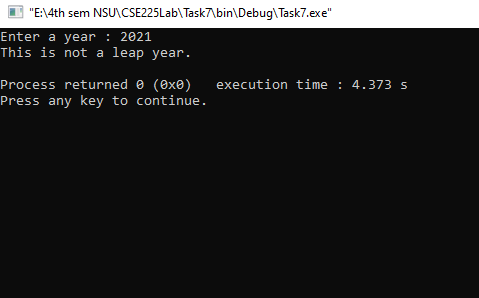 "E:\4th sem NSU\CSE225Lab\Task7\bin\Debug\Task7.exe"
Enter a year : 2021
This is not a leap year.
Process returned 0 (0x0)   execution time : 4.373 s
Press any key to continue.